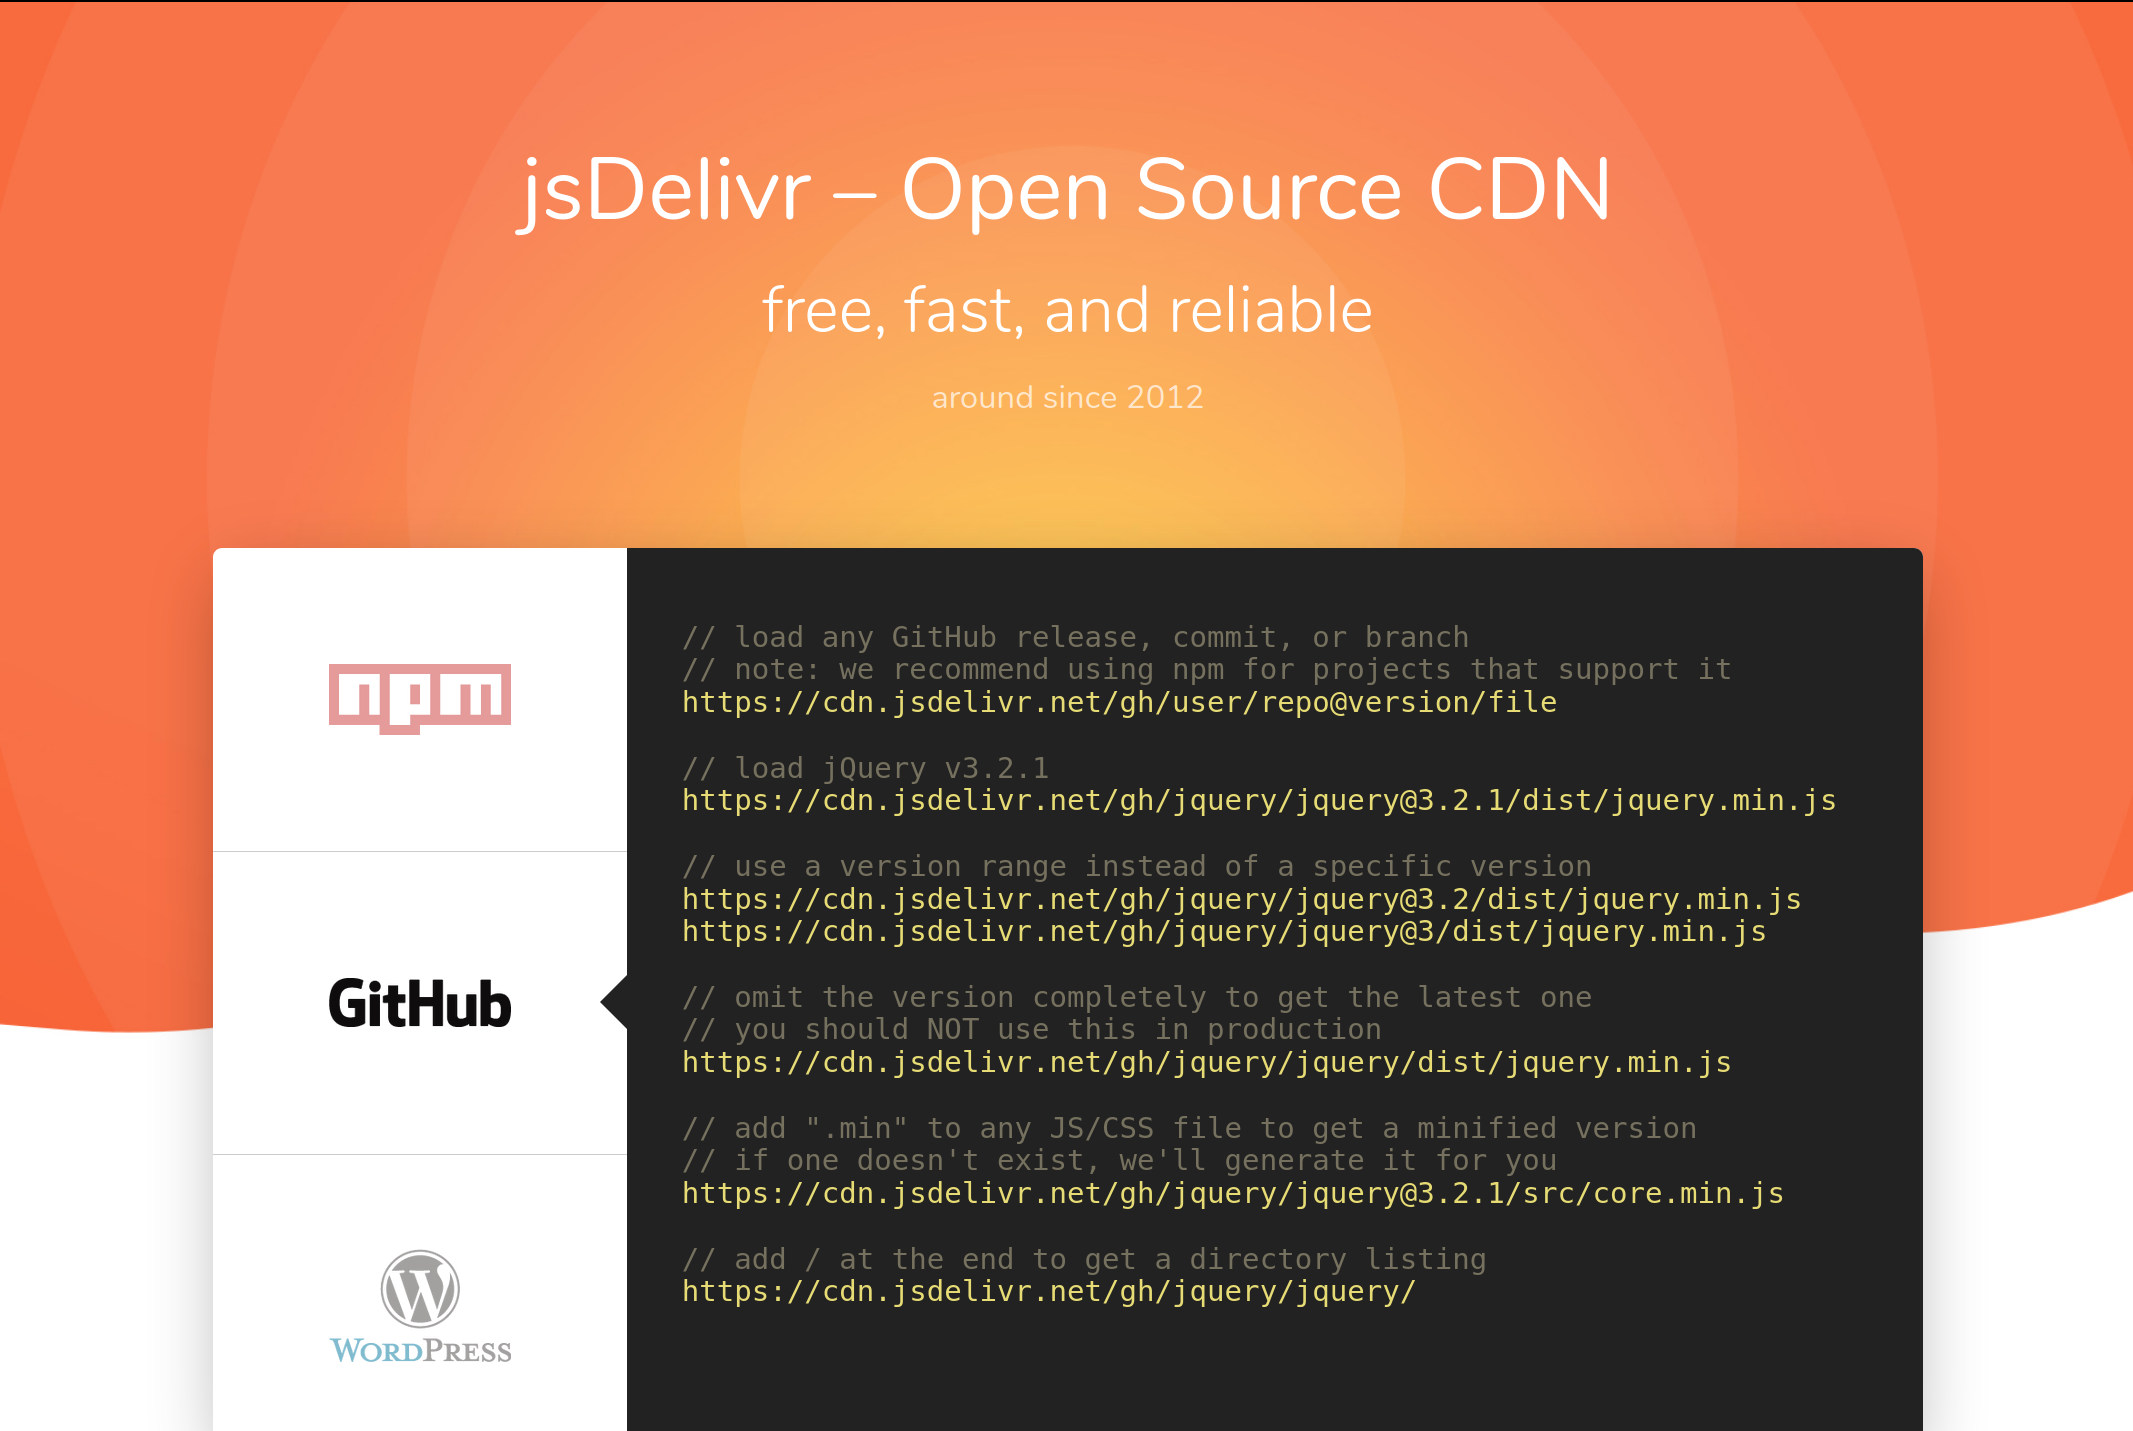 jsDelivr – Open Source CDN
free, fast, and reliable
around since 2012
npm
GitHub
WORDPRESS
// load any GitHub release, commit, or branch
// note: we recommend using npm for projects that support it
https://cdn.jsdelivr.net/gh/user/repo@version/file
// load jQuery v3.2.1
https://cdn.jsdelivr.net/gh/jquery/jquery@3.2.1/dist/jquery.min.js
// use a version range instead of a specific version
https://cdn.jsdelivr.net/gh/jquery/jquery@3.2/dist/jquery.min.js
https://cdn.jsdelivr.net/gh/jquery/jquery@3/dist/jquery.min.js
// omit the version completely to get the latest one
// you should NOT use this in production
https://cdn.jsdelivr.net/gh/jquery/jquery/dist/jquery.min.js
// add ".min" to any JS/CSS file to get a minified version
// if one doesn't exist, we'll generate it for you
https://cdn.jsdelivr.net/gh/jquery/jquery@3.2.1/src/core.min.js
// add / at the end to get a directory listing
https://cdn.jsdelivr.net/gh/jquery/jquery/